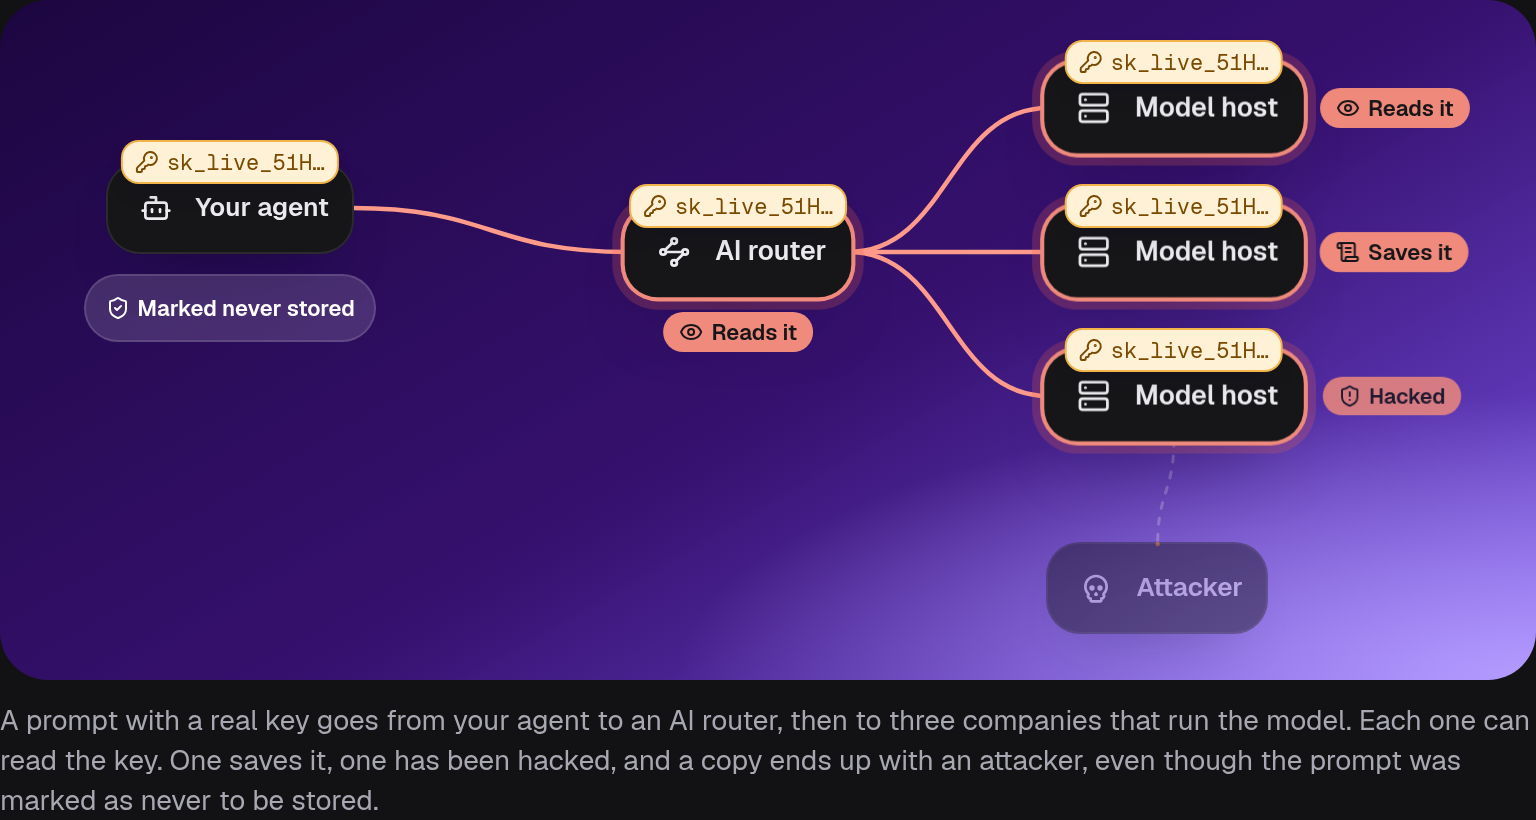 sk_live_51H…
Your agent
Marked never stored
sk_live_51H…
AI router
Reads it
sk_live_51H…
Model host
Reads it
sk_live_51H…
Model host
Saves it
sk_live_51H…
Model host
Hacked
Attacker
A prompt with a real key goes from your agent to an AI router, then to three companies that run the model. Each one can
read the key. One saves it, one has been hacked, and a copy ends up with an attacker, even though the prompt was
marked as never to be stored.